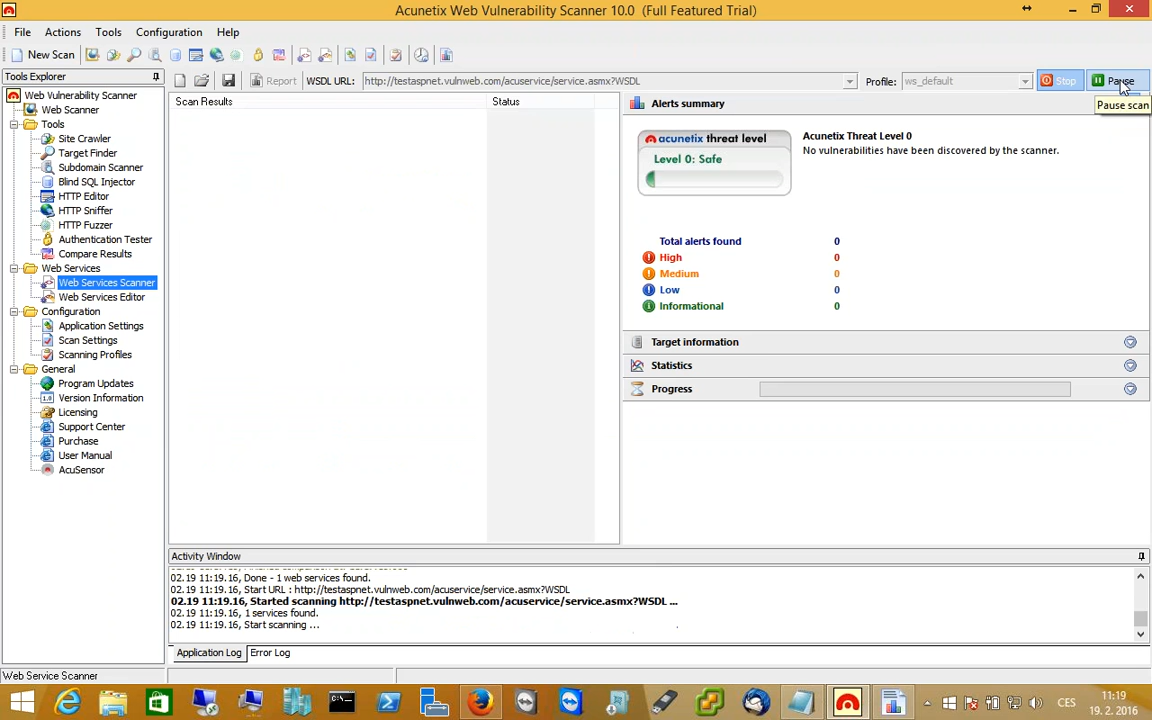 Acunetix Web Vulnerability Scanner 10.0 (Full Featured Trial)
File Actions Tools Configuration Help
New Scan
Tools Explorer
Report WSDL URL: http://testaspnet.vulnweb.com/acuservice/service.asmx?WSDL Profile: ws_default Stop Pause
Pause scan
Web Vulnerability Scanner
Web Scanner
Tools
Site Crawler
Target Finder
Subdomain Scanner
Blind SQL Injector
HTTP Editor
HTTP Sniffer
HTTP Fuzzer
Authentication Tester
Compare Results
Web Services
Web Services Scanner
Web Services Editor
Configuration
Application Settings
Scan Settings
Scanning Profiles
General
Program Updates
1.0 Version Information
Licensing
Support Center
Purchase
User Manual
AcuSensor
Scan Results Status
Alerts summary
acunetix threat level
Level 0: Safe
Acunetix Threat Level 0
No vulnerabilities have been discovered by the scanner.
Total alerts found 0
High 0
Medium 0
Low 0
Informational 0
Target information
Statistics
Progress
Activity Window
02.19 11:19.16, Done - 1 web services found.
02.19 11:19.16, Start URL : http://testaspnet.vulnweb.com/acuservice/service.asmx?WSDL
02.19 11:19.16, Started scanning http://testaspnet.vulnweb.com/acuservice/service.asmx?WSDL ...
02.19 11:19.16, 1 services found.
02.19 11:19.16, Start scanning ...
Application Log Error Log
Web Service Scanner
CES
11:19
19. 2. 2016